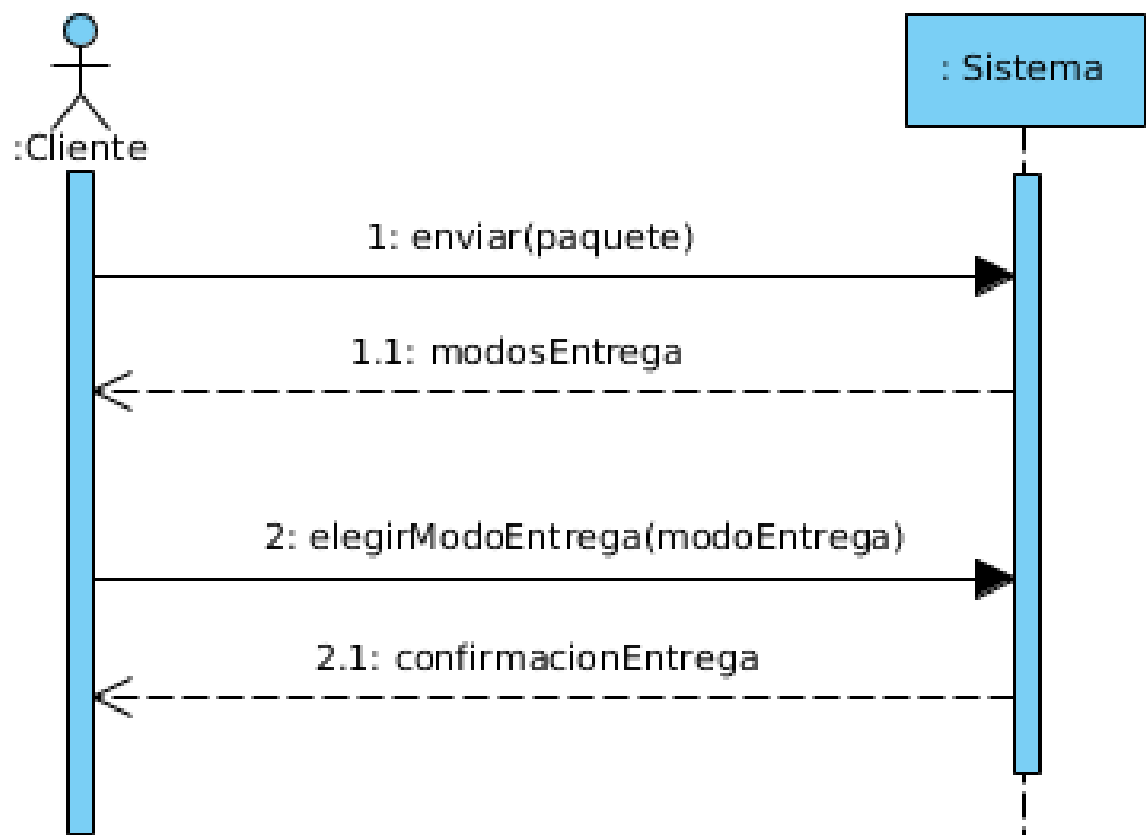 :Cliente
: Sistema
1: enviar(paquete)
1.1: modosEntrega
2: elegirModoEntrega(modoEntrega)
2.1: confirmacionEntrega